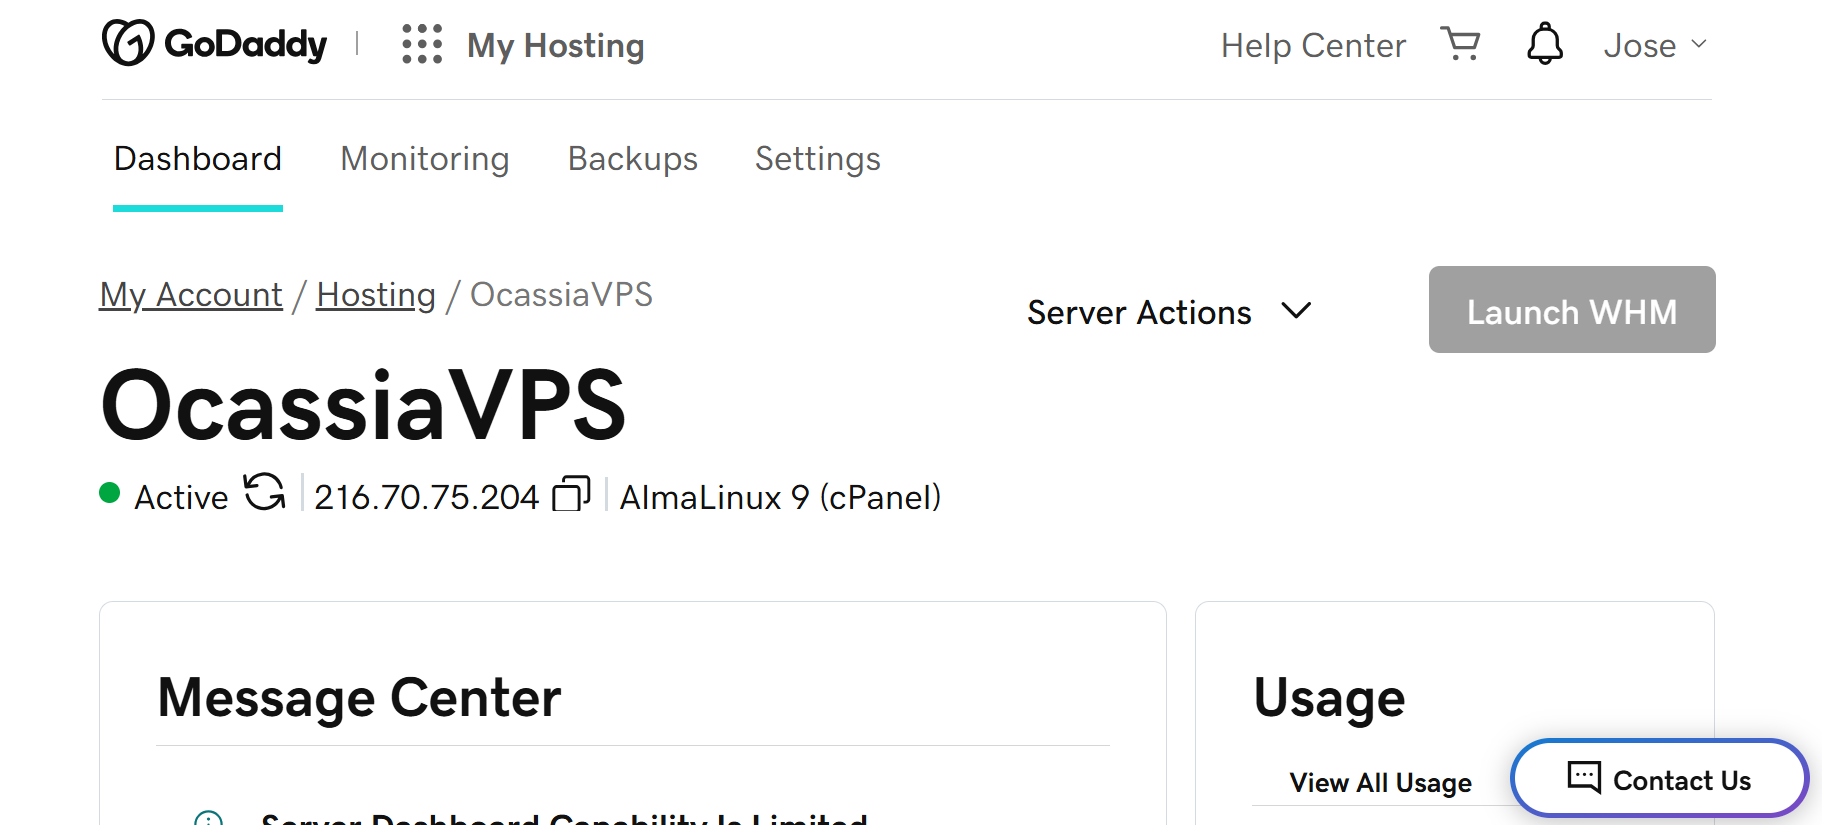 GoDaddy My Hosting Help Center Jose
Dashboard Monitoring Backups Settings
My Account / Hosting / OcassiaVPS
Server Actions
Launch WHM
OcassiaVPS
Active 216.70.75.204 AlmaLinux 9 (cPanel)
Message Center
Server Dashboard Capability Is Limited
Usage
View All Usage
Contact Us